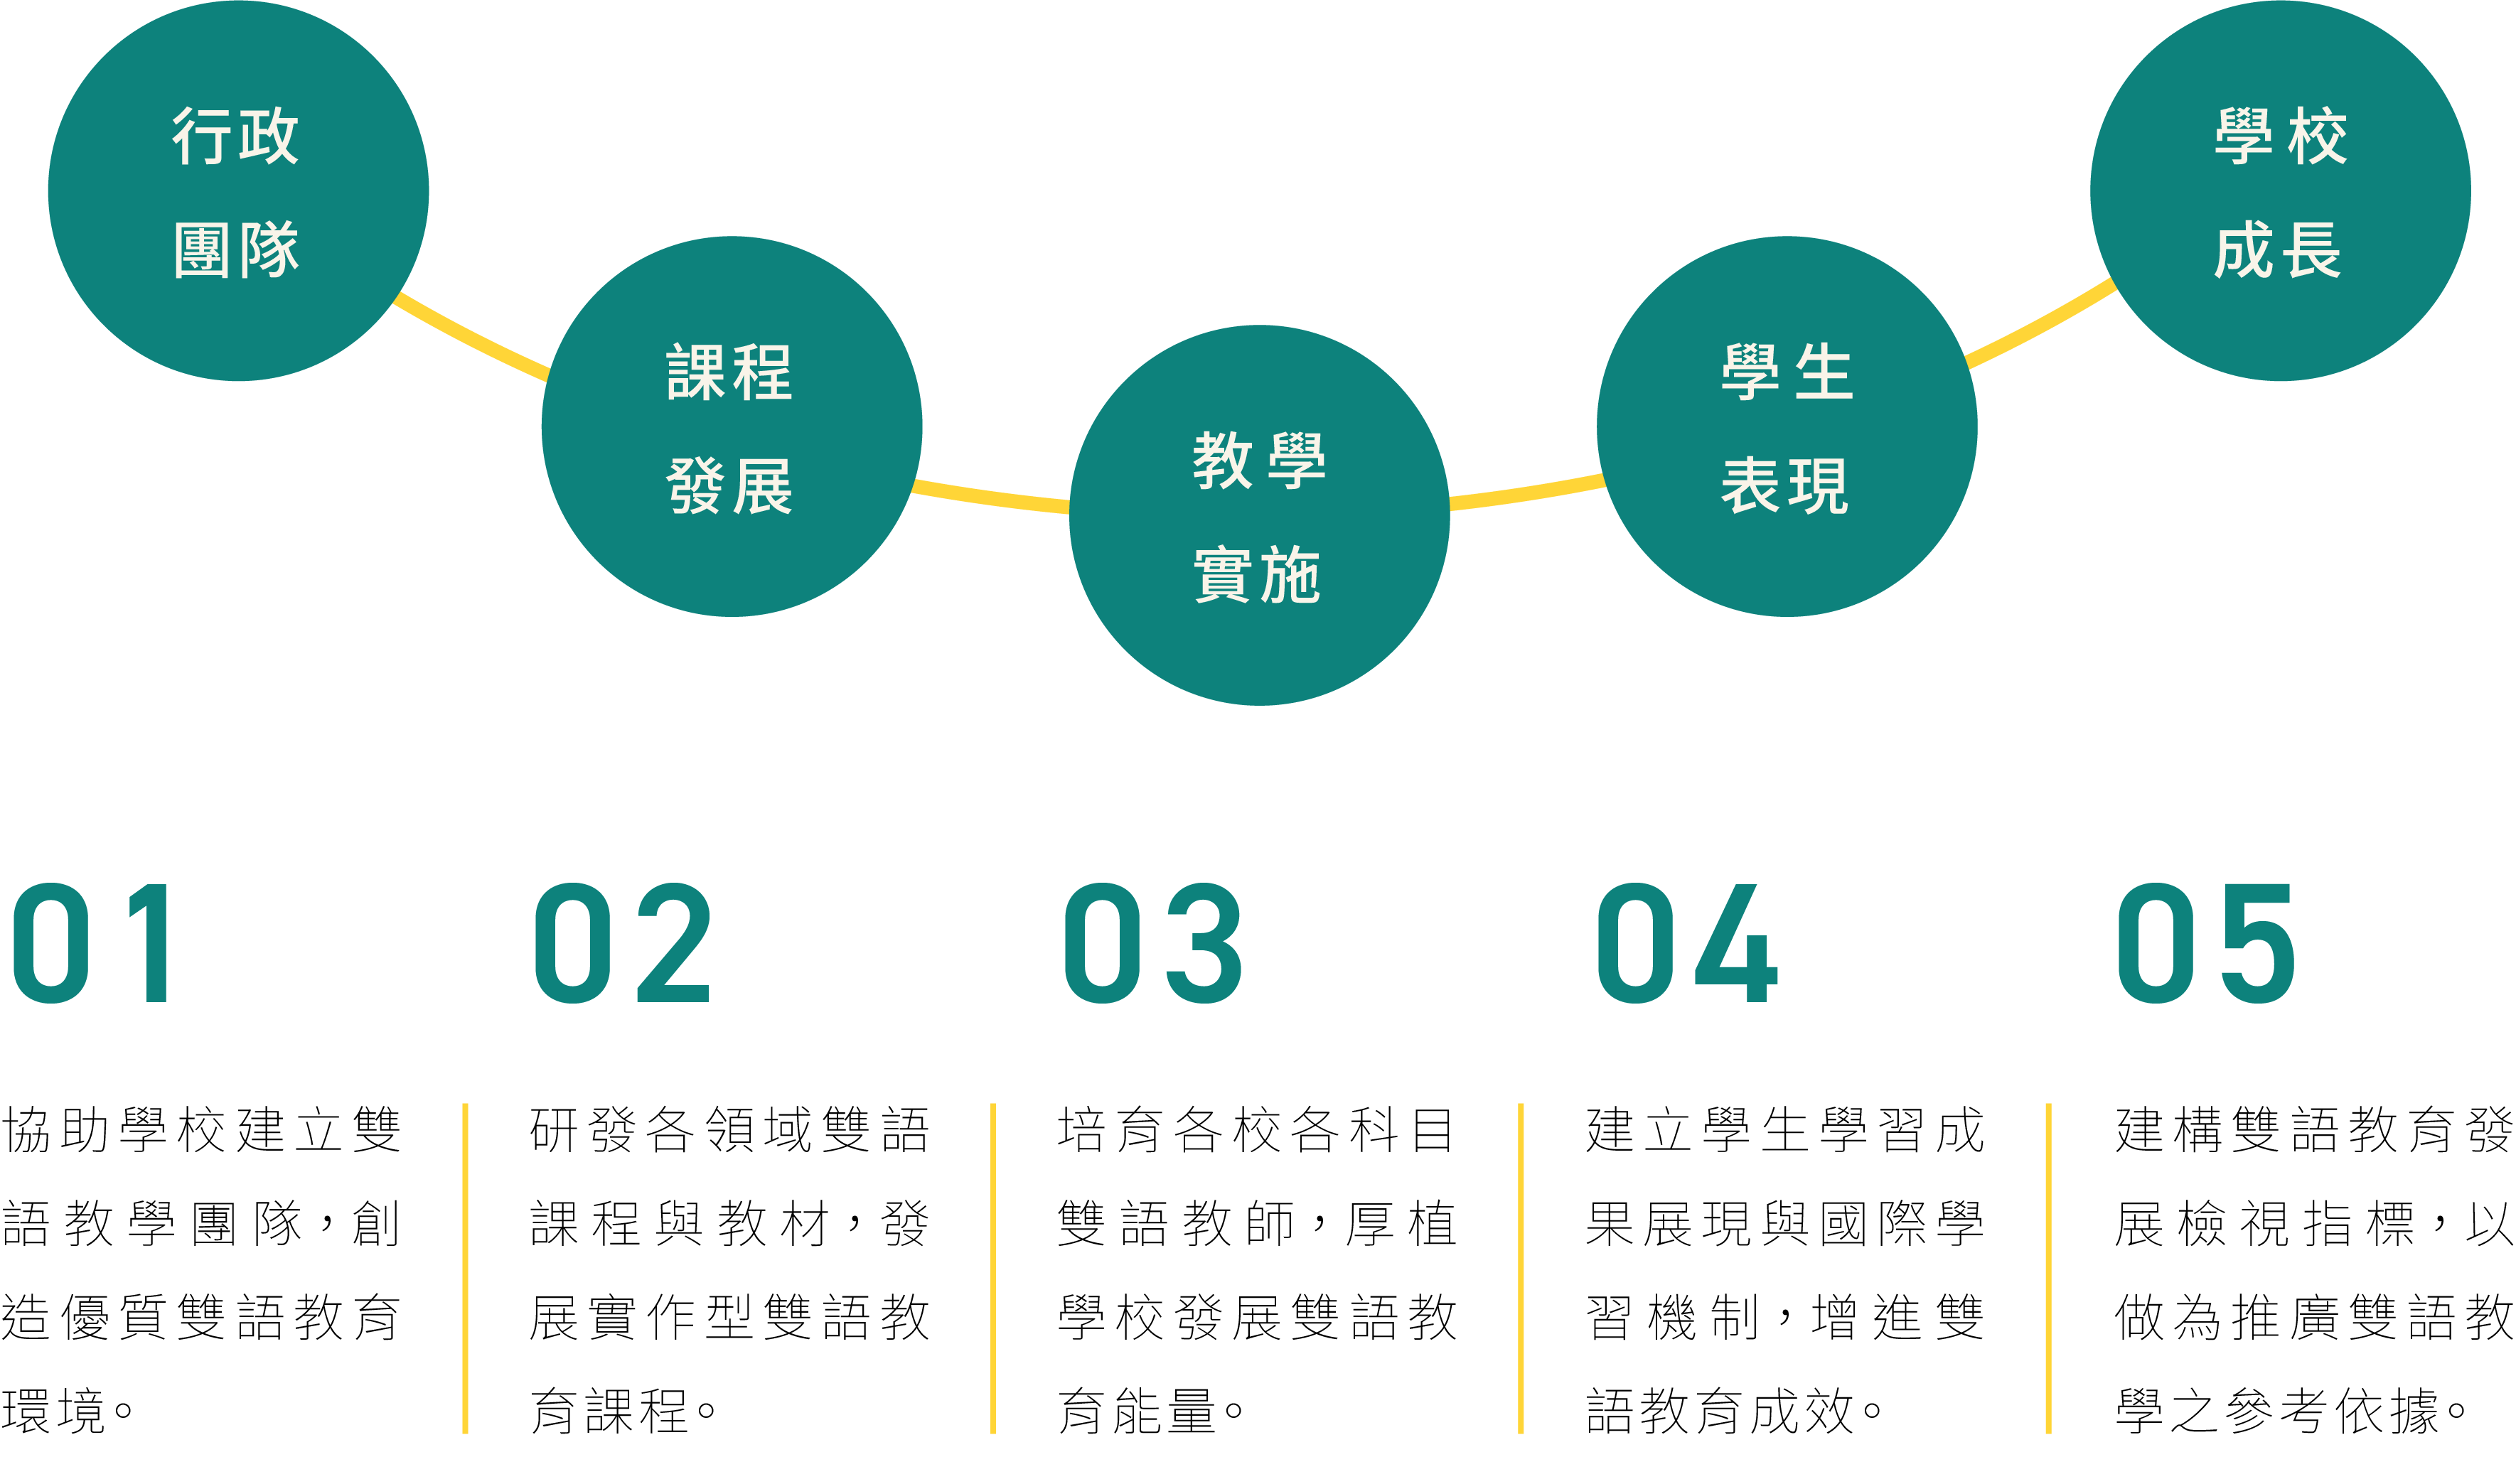 行政
團隊
課程
發展
教學
實施
學生
表現
學校
成長
01
協助學校建立雙
語教學團隊，創
造優質雙語教育
環境。
02
研發各領域雙語
課程與教材，發
展實作型雙語教
育課程。
03
培育各校各科目
雙語教師，厚植
學校發展雙語教
育能量。
04
建立學生學習成
果展現與國際學
習機制，增進雙
語教育成效。
05
建構雙語教育發
展檢視指標，以
做為推廣雙語教
學之參考依據。